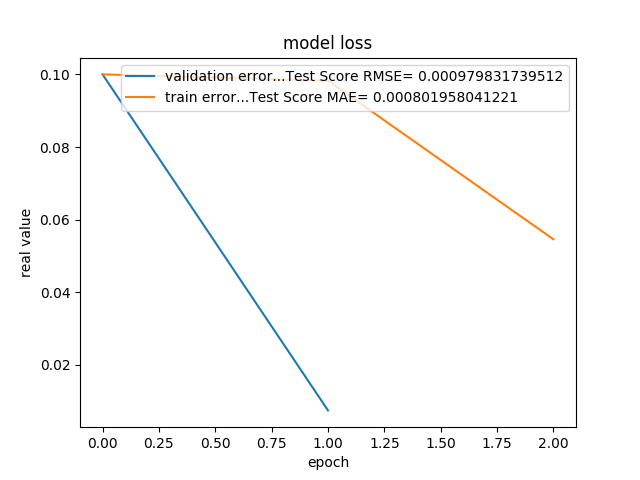 model loss
validation error...Test Score RMSE= 0.000979831739512
train error...Test Score MAE= 0.000801958041221
real value
0.10
0.08
0.06
0.04
0.02
0.00 0.25 0.50 0.75 1.00 1.25 1.50 1.75 2.00
epoch